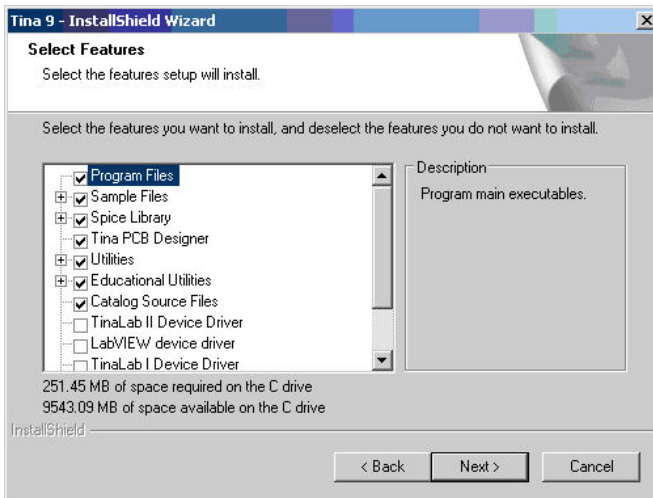 Tina 9 - InstallShield Wizard
Select Features
Select the features setup will install.
Select the features you want to install, and deselect the features you do not want to install.
Program Files
Sample Files
Spice Library
Tina PCB Designer
Utilities
Educational Utilities
Catalog Source Files
TinaLab II Device Driver
LabVIEW device driver
TinaLab I Device Driver
Description
Program main executables.
251.45 MB of space required on the C drive
9543.09 MB of space available on the C drive
InstallShield
< Back Next > Cancel